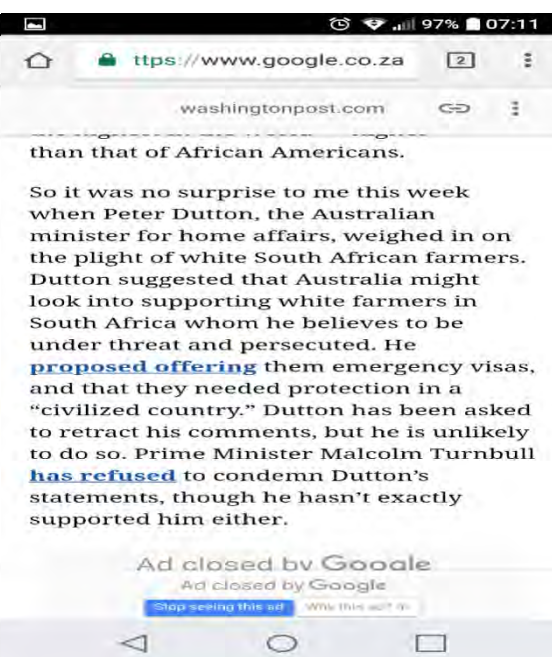 97% 07:11
ttps://www.google.co.za 2
washingtonpost.com
than that of African Americans.
So it was no surprise to me this week
when Peter Dutton, the Australian
minister for home affairs, weighed in on
the plight of white South African farmers.
Dutton suggested that Australia might
look into supporting white farmers in
South Africa whom he believes to be
under threat and persecuted. He
proposed offering them emergency visas,
and that they needed protection in a
“civilized country.” Dutton has been asked
to retract his comments, but he is unlikely
to do so. Prime Minister Malcolm Turnbull
has refused to condemn Dutton’s
statements, though he hasn’t exactly
supported him either.
Ad closed by Google
Ad closed by Google
Stop seeing this ad Why this ad?